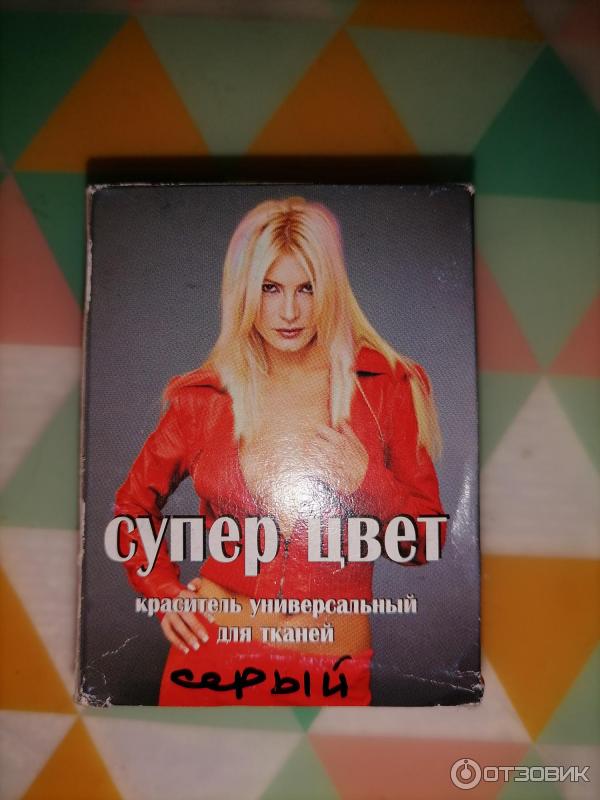 супер цвет
краситель универсальный
для тканей
серый
ОТЗОВИК